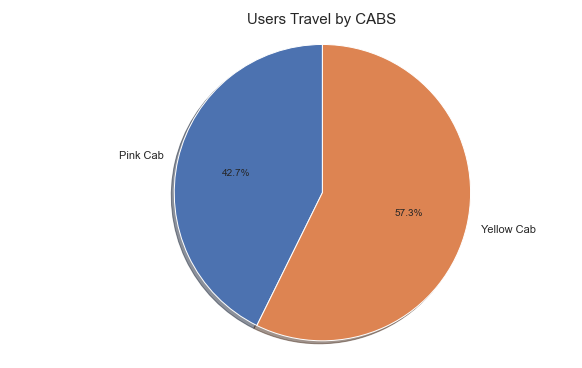 Users Travel by CABS
Pink Cab
42.7%
57.3%
Yellow Cab